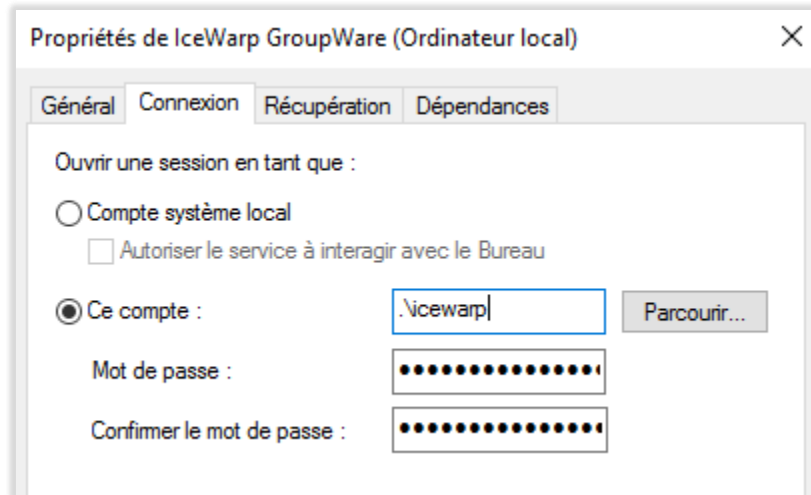 Propriétés de IceWarp GroupWare (Ordinateur local)
Général Connexion Récupération Dépendances
Ouvrir une session en tant que :
Compte système local
Autoriser le service à interagir avec le Bureau
Ce compte : .\icewarp Parcourir...
Mot de passe : •••••••••••••••
Confirmer le mot de passe : •••••••••••••••